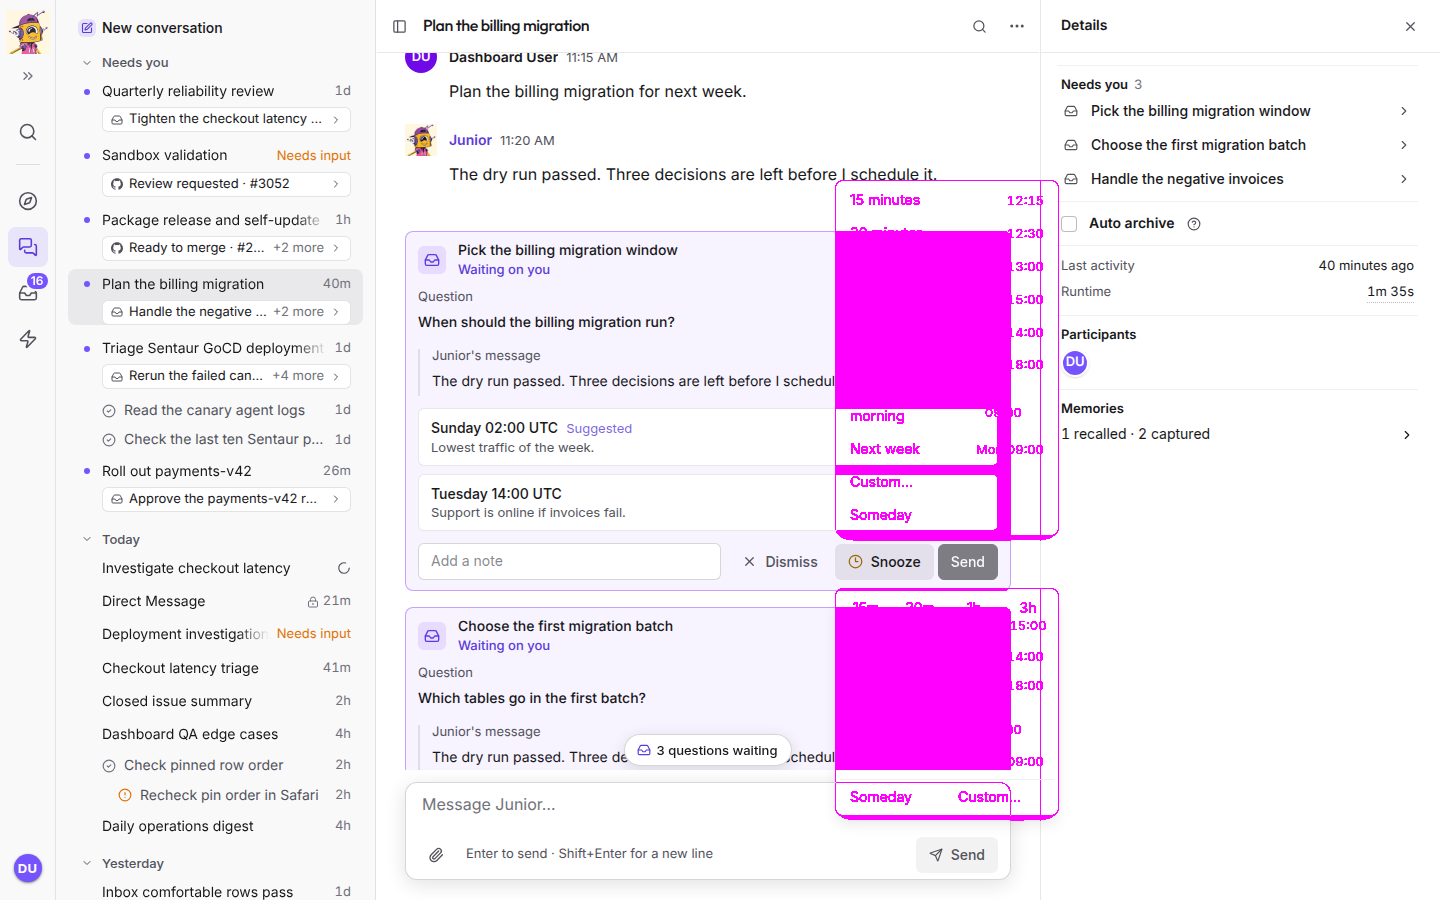 New conversation
Needs you
Quarterly reliability review 1d
Tighten the checkout latency ...
Sandbox validation Needs input
Review requested · #3052
Package release and self-update 1h
Ready to merge · #2... +2 more
Plan the billing migration 40m
Handle the negative ... +2 more
Triage Sentaur GoCD deployment 1d
Rerun the failed can... +4 more
Read the canary agent logs 1d
Check the last ten Sentaur p... 1d
Roll out payments-v42 26m
Approve the payments-v42 r...
Today
Investigate checkout latency
Direct Message 21m
Deployment investigation Needs input
Checkout latency triage 41m
Closed issue summary 2h
Dashboard QA edge cases 4h
Check pinned row order 2h
Recheck pin order in Safari 2h
Daily operations digest 4h
Yesterday
Inbox comfortable rows pass 1d
16
DU
Plan the billing migration
DU
Dashboard User 11:15 AM
Plan the billing migration for next week.
Junior 11:20 AM
The dry run passed. Three decisions are left before I schedule it.
Pick the billing migration window
Waiting on you
Question
When should the billing migration run?
Junior's message
The dry run passed. Three decisions are left before I schedul
Sunday 02:00 UTC Suggested
Lowest traffic of the week.
Tuesday 14:00 UTC
Support is online if invoices fail.
Add a note
Dismiss
Snooze
Send
15 minutes 12:15
30 minutes 12:30
13:00
15:00
14:00
18:00
morning
Next week Mon 09:00
Custom...
Someday
Choose the first migration batch
Waiting on you
Question
Which tables go in the first batch?
Junior's message
The dry run passed. Three de
schedul
3 questions waiting
15m 30m 1h 3h
15:00
14:00
18:00
09:00
Someday Custom...
Message Junior...
Enter to send · Shift+Enter for a new line
Send
Details
Needs you 3
Pick the billing migration window
Choose the first migration batch
Handle the negative invoices
Auto archive
Last activity 40 minutes ago
Runtime 1m 35s
Participants
DU
Memories
1 recalled · 2 captured